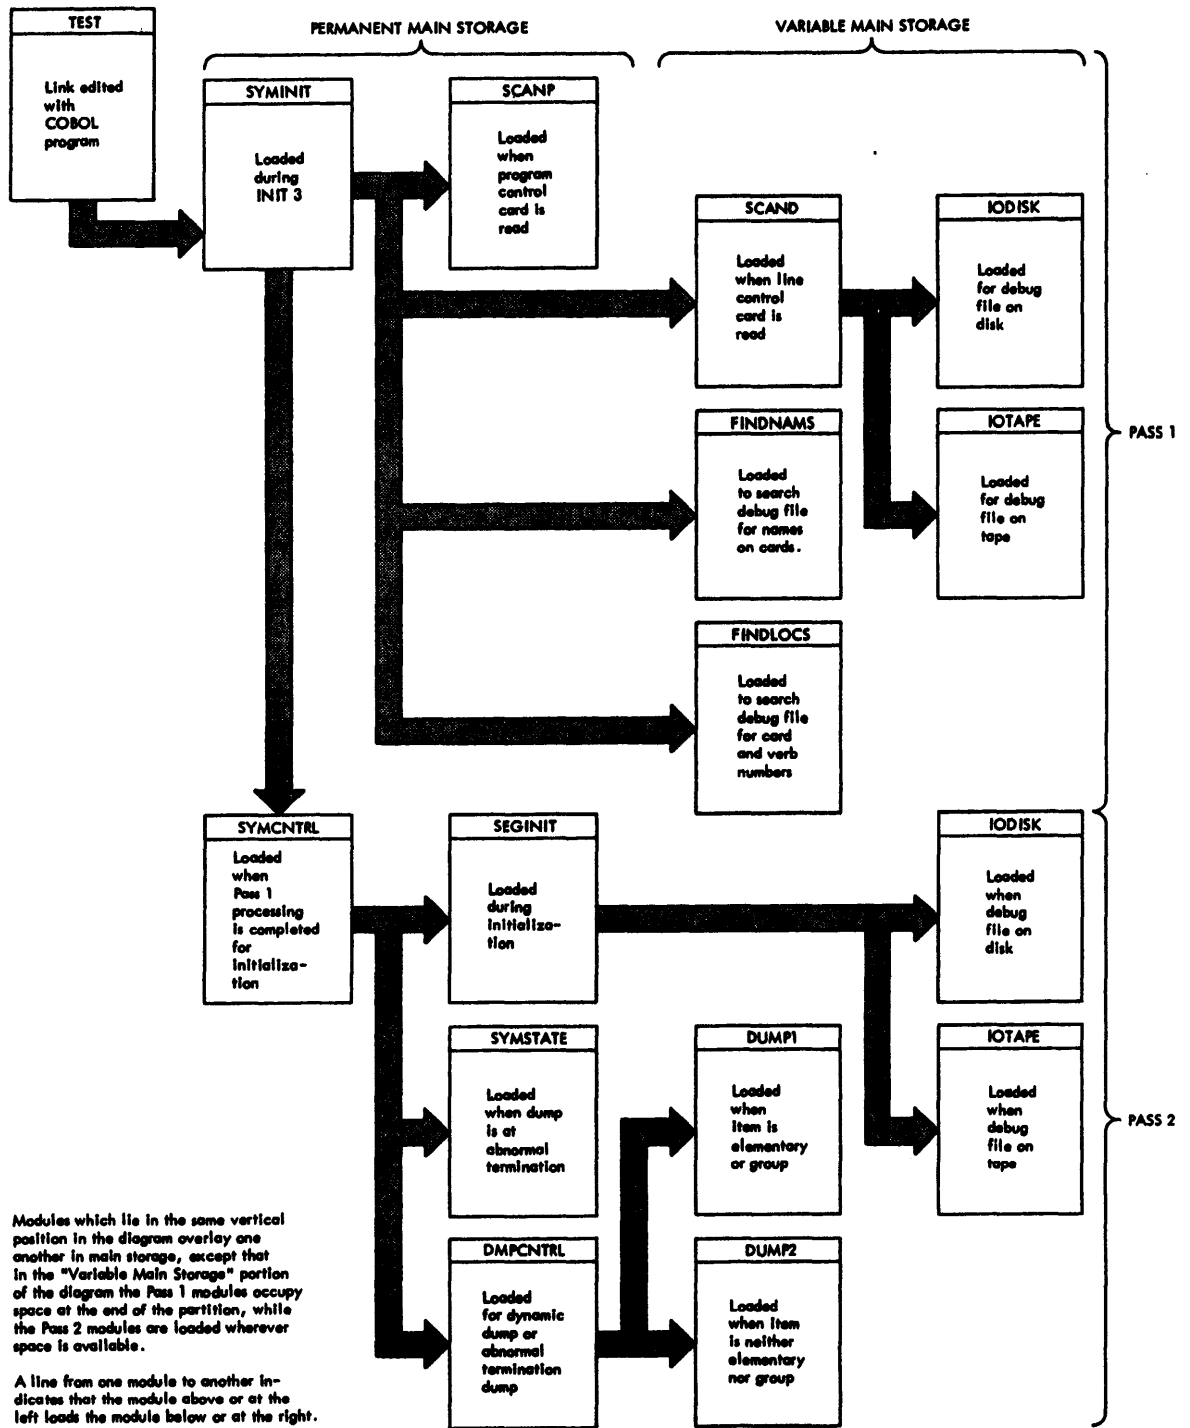 TEST
Link edited
with
COBOL
program
PERMANENT MAIN STORAGE
VARIABLE MAIN STORAGE
SYMINIT
Loaded
during
INIT 3
SCANP
Loaded
when
program
control
card is
read
SCAND
Loaded
when line
control
card is
read
IODISK
Loaded
for debug
file on
disk
FINDNAMS
Loaded
to search
debug file
for names
on cards.
IOTAPE
Loaded
for debug
file on
tape
PASS 1
FINDLOCS
Loaded
to search
debug file
for card
and verb
numbers
SYMCNTRL
Loaded
when
Pass 1
processing
is completed
for
initializa-
tion
SEGINIT
Loaded
during
initializa-
tion
IODISK
Loaded
when
debug
file on
disk
SYMSTATE
Loaded
when dump
is at
abnormal
termination
DUMP1
Loaded
when
item is
elementary
or group
IOTAPE
Loaded
when
debug
file on
tape
PASS 2
DMPCNTRL
Loaded
for dynamic
dump or
abnormal
termination
dump
DUMP2
Loaded
when item
is neither
elementary
nor group
Modules which lie in the same vertical
position in the diagram overlay one
another in main storage, except that
in the "Variable Main Storage" portion
of the diagram the Pass 1 modules occupy
space at the end of the partition, while
the Pass 2 modules are loaded wherever
space is available.
A line from one module to another in-
dicates that the module above or at the
left loads the module below or at the right.